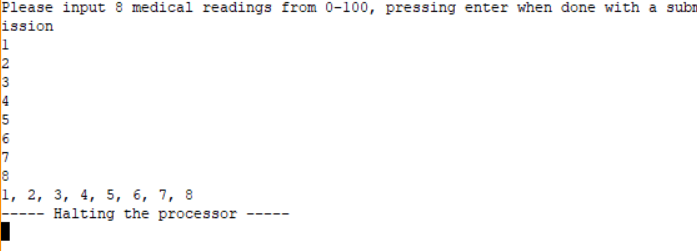 Please input 8 medical readings from 0-100, pressing enter when done with a subm
ission
1
2
3
4
5
6
7
8
1, 2, 3, 4, 5, 6, 7, 8
----- Halting the processor -----